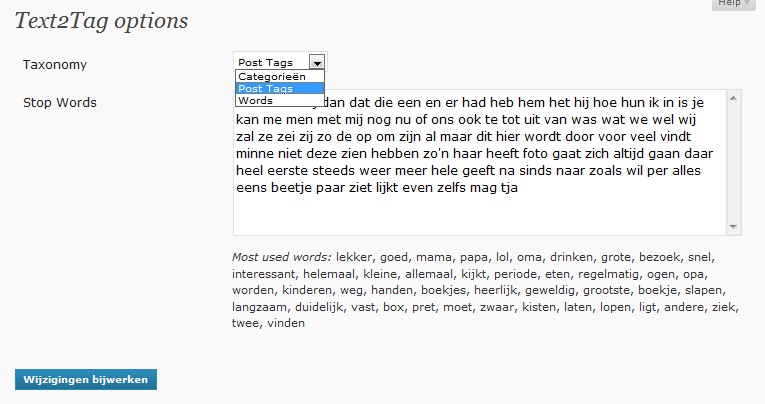 Help
Text2Tag options
Taxonomy
Post Tags
Categorieën
Post Tags
Words
Stop Words
dan dat die een en er had heb hem het hij hoe hun ik in is je
kan me men met mij nog nu of ons ook te tot uit van was wat we wel wij
zal ze zei zij zo de op om zijn al maar dit hier wordt door voor veel vindt
minne niet deze zien hebben zo'n haar heeft foto gaat zich altijd gaan daar
heel eerste steeds weer meer hele geeft na sinds naar zoals wil per alles
eens beetje paar ziet lijkt even zelfs mag tja
Most used words: lekker, goed, mama, papa, lol, oma, drinken, grote, bezoek, snel,
interessant, helemaal, kleine, allemaal, kijkt, periode, eten, regelmatig, ogen, opa,
worden, kinderen, weg, handen, boekjes, heerlijk, geweldig, grootste, boekje, slapen,
langzaam, duidelijk, vast, box, pret, moet, zwaar, kisten, laten, lopen, ligt, andere, ziek,
twee, vinden
Wijzigingen bijwerken